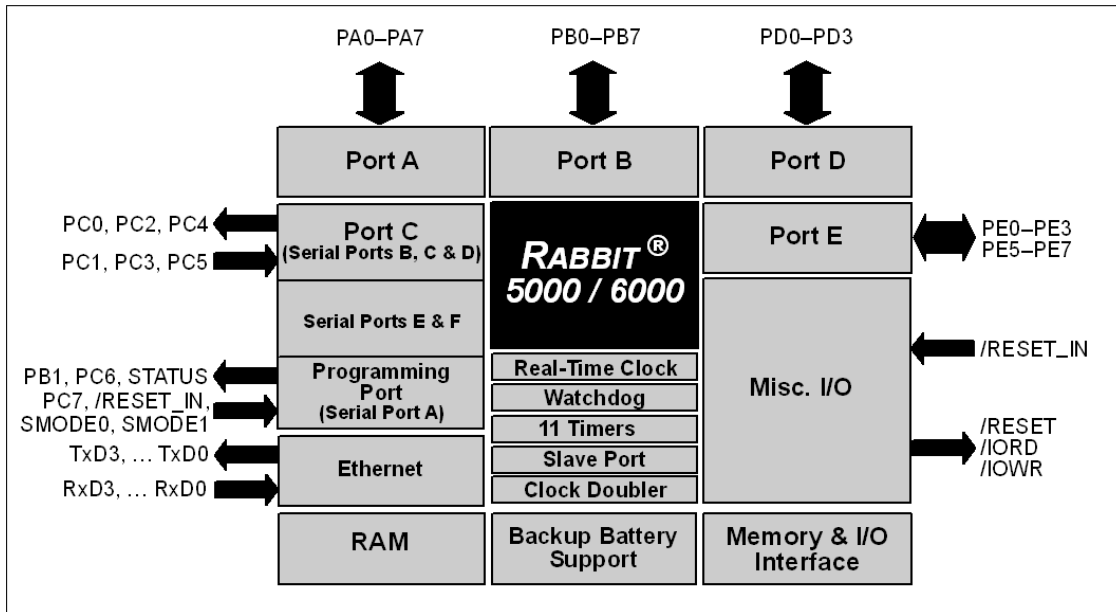 PA0–PA7
PB0–PB7
PD0–PD3
Port A
Port B
Port D
PC0, PC2, PC4
PC1, PC3, PC5
Port C
(Serial Ports B, C & D)
RABBIT ®
5000 / 6000
Port E
PE0–PE3
PE5–PE7
Serial Ports E & F
PB1, PC6, STATUS
PC7, /RESET_IN,
SMODE0, SMODE1
Programming
Port
(Serial Port A)
Real-Time Clock
Watchdog
11 Timers
Slave Port
Clock Doubler
Misc. I/O
/RESET_IN
/RESET
/IORD
/IOWR
TxD3, ... TxD0
RxD3, ... RxD0
Ethernet
RAM
Backup Battery
Support
Memory & I/O
Interface